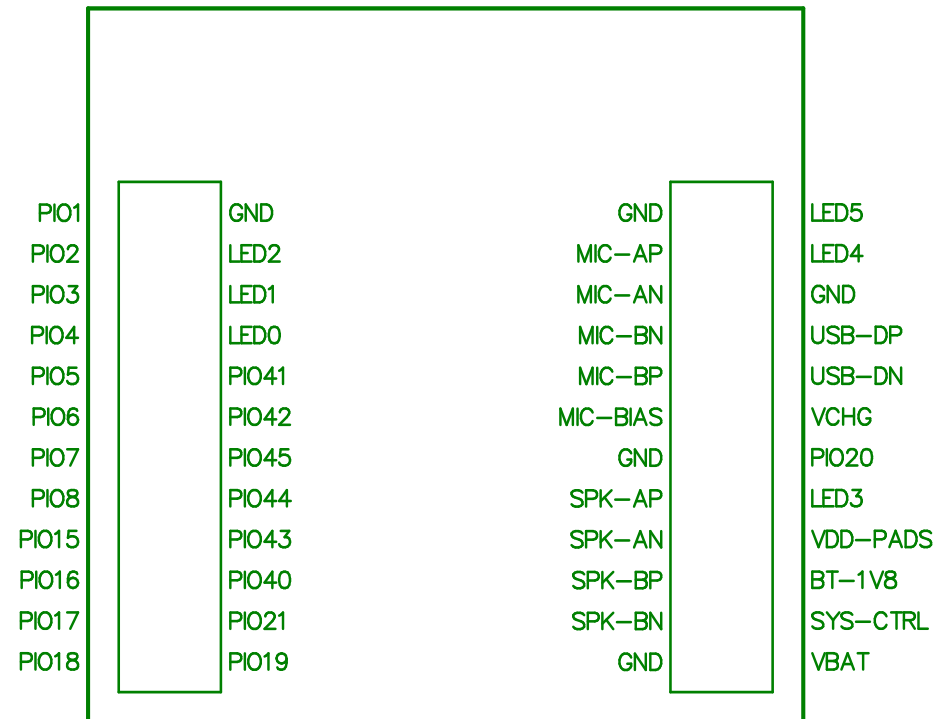 PIO1 GND GND LED5
PIO2 LED2 MIC-AP LED4
PIO3 LED1 MIC-AN GND
PIO4 LED0 MIC-BN USB-DP
PIO5 PIO41 MIC-BP USB-DN
PIO6 PIO42 MIC-BIAS VCHG
PIO7 PIO45 GND PIO20
PIO8 PIO44 SPK-AP LED3
PIO15 PIO43 SPK-AN VDD-PADS
PIO16 PIO40 SPK-BP BT-1V8
PIO17 PIO21 SPK-BN SYS-CTRL
PIO18 PIO19 GND VBAT